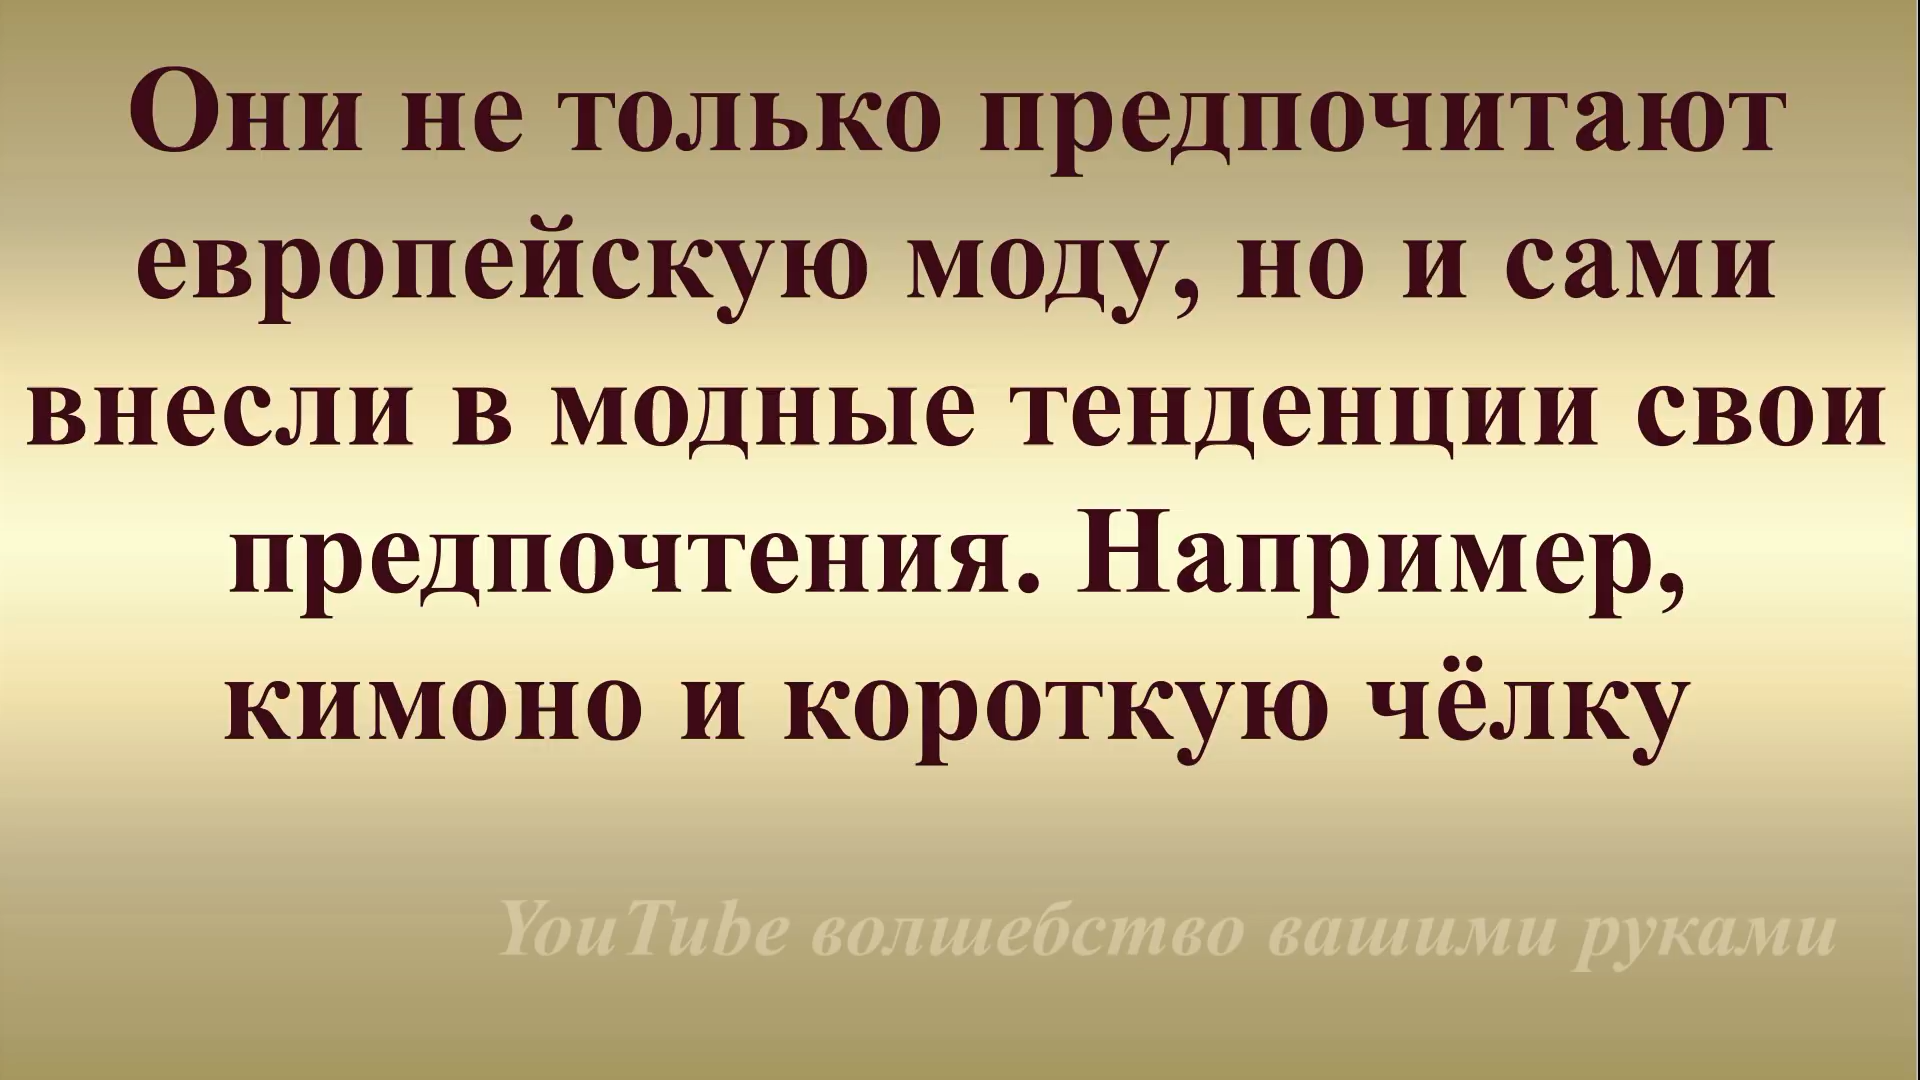 Они не только предпочитают
европейскую моду, но и сами
внесли в модные тенденции свои
предпочтения. Например,
кимоно и короткую чёлку
YouTube волшебство вашими руками